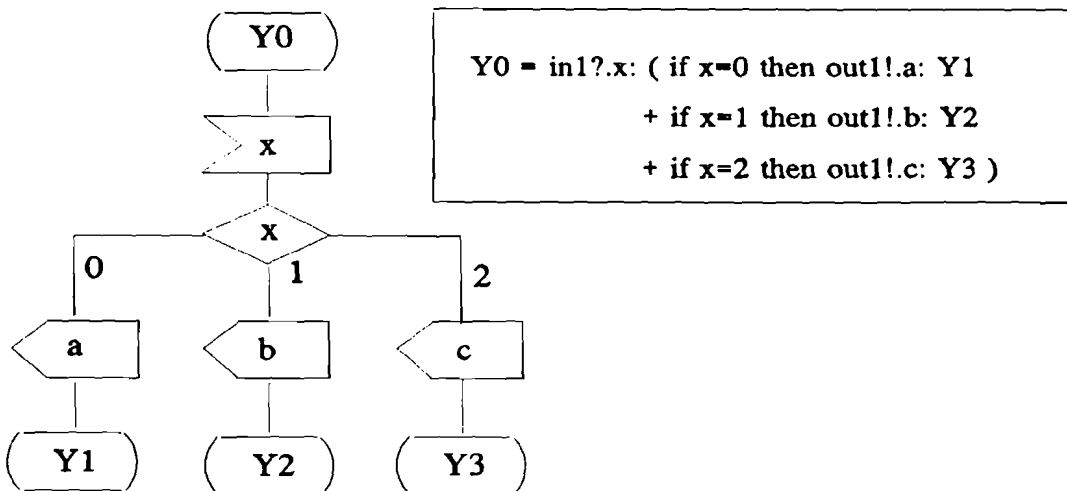 Y0
Y0 = in1?.x: ( if x=0 then out1!.a: Y1
+ if x=1 then out1!.b: Y2
+ if x=2 then out1!.c: Y3 )
x
x
0 1 2
a b c
Y1 Y2 Y3